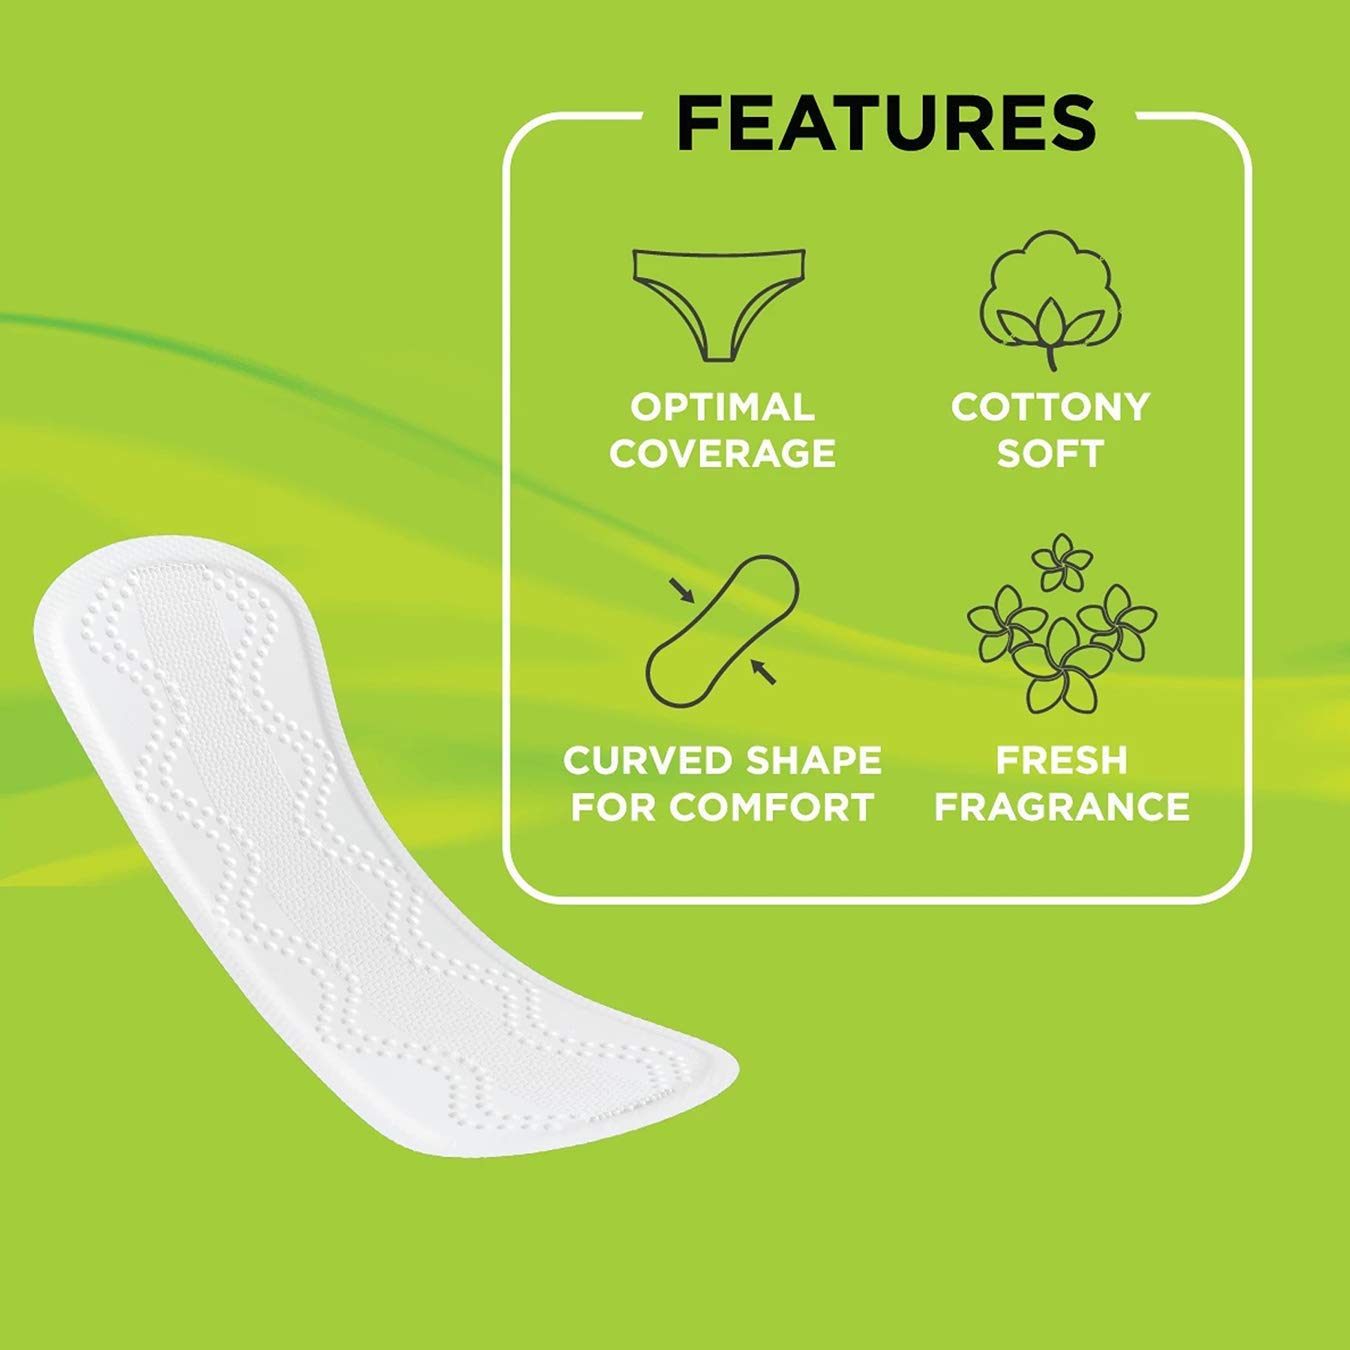 FEATURES
OPTIMAL
COVERAGE
COTTONY
SOFT
CURVED SHAPE
FOR COMFORT
FRESH
FRAGRANCE